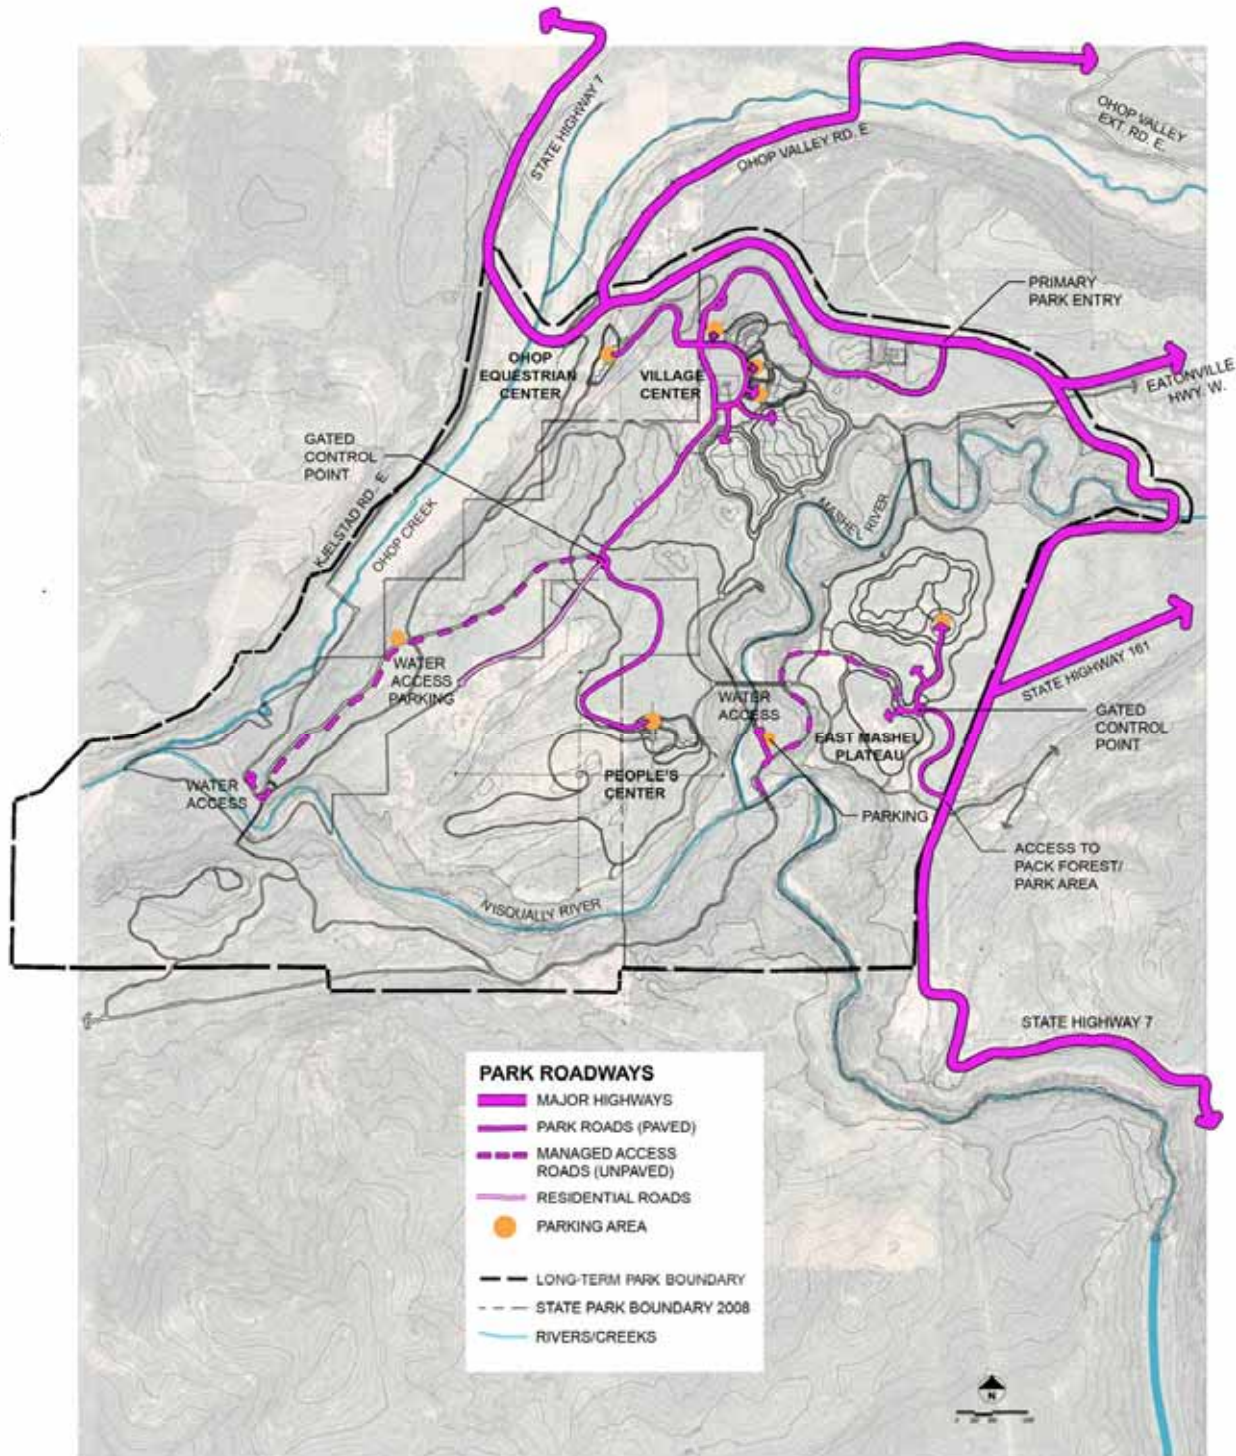 STATE HIGHWAY 7
OHOP VALLEY
EXT. RD. E.
OHOP VALLEY RD. E.
PRIMARY
PARK ENTRY
OHOP
EQUESTRIAN
CENTER
VILLAGE
CENTER
EATONVILLE
HWY. W.
GATED
CONTROL
POINT
KJELSTAD RD. E.
OHOP CREEK
MASHEL RIVER
WATER
ACCESS
PARKING
WATER
ACCESS
STATE HIGHWAY 161
GATED
CONTROL
POINT
EAST MASHEL
PLATEAU
WATER
ACCESS
PEOPLE'S
CENTER
PARKING
ACCESS TO
PACK FOREST/
PARK AREA
NISQUALLY RIVER
STATE HIGHWAY 7
PARK ROADWAYS
MAJOR HIGHWAYS
PARK ROADS (PAVED)
MANAGED ACCESS
ROADS (UNPAVED)
RESIDENTIAL ROADS
PARKING AREA
LONG-TERM PARK BOUNDARY
STATE PARK BOUNDARY 2008
RIVERS/CREEKS
N